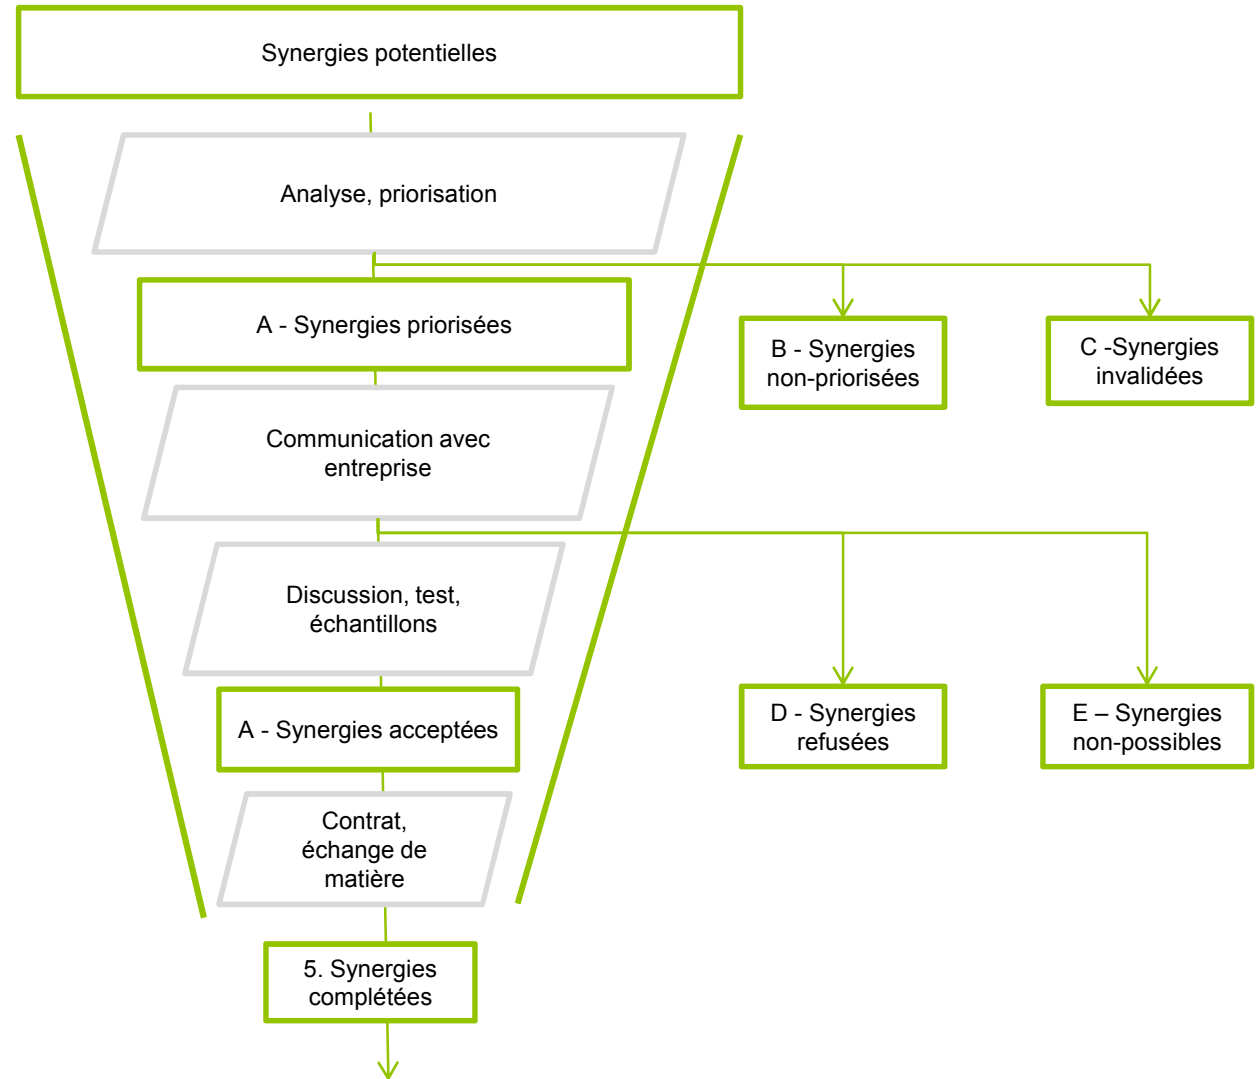 Synergies potentielles
Analyse, priorisation
A - Synergies priorisées
B - Synergies
non-priorisées
C -Synergies
invalidées
Communication avec
entreprise
Discussion, test,
échantillons
A - Synergies acceptées
D - Synergies
refusées
E – Synergies
non-possibles
Contrat,
échange de
matière
5. Synergies
complétées